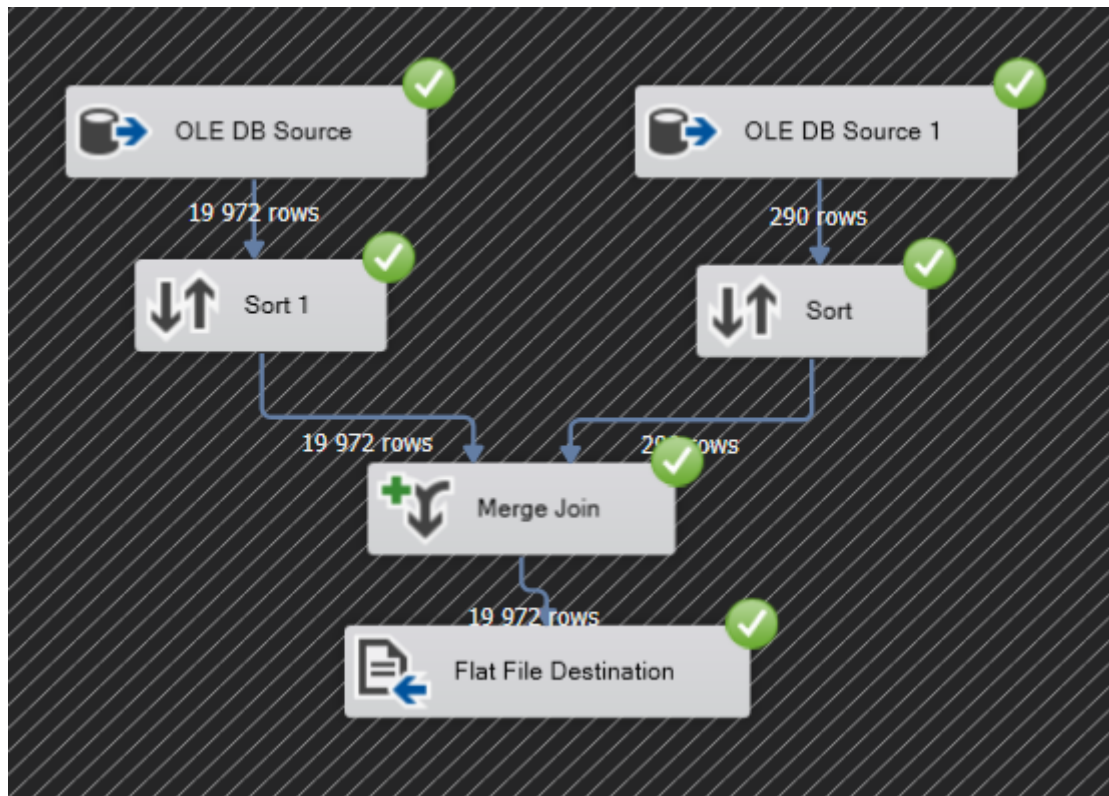 OLE DB Source
OLE DB Source 1
19 972 rows
290 rows
Sort 1
Sort
19 972 rows
rows
Merge Join
19 972 rows
Flat File Destination